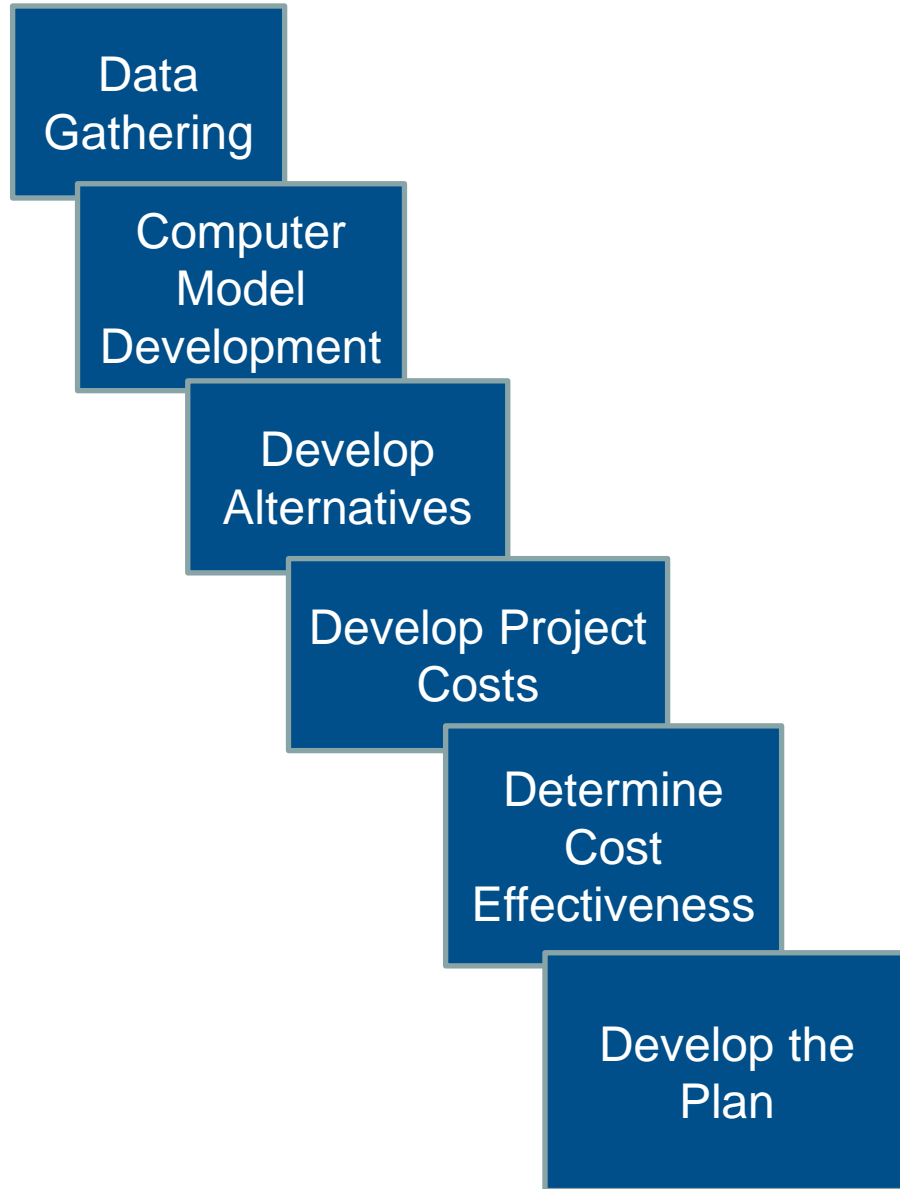 Data
Gathering
Computer
Model
Development
Develop
Alternatives
Develop Project
Costs
Determine
Cost
Effectiveness
Develop the
Plan